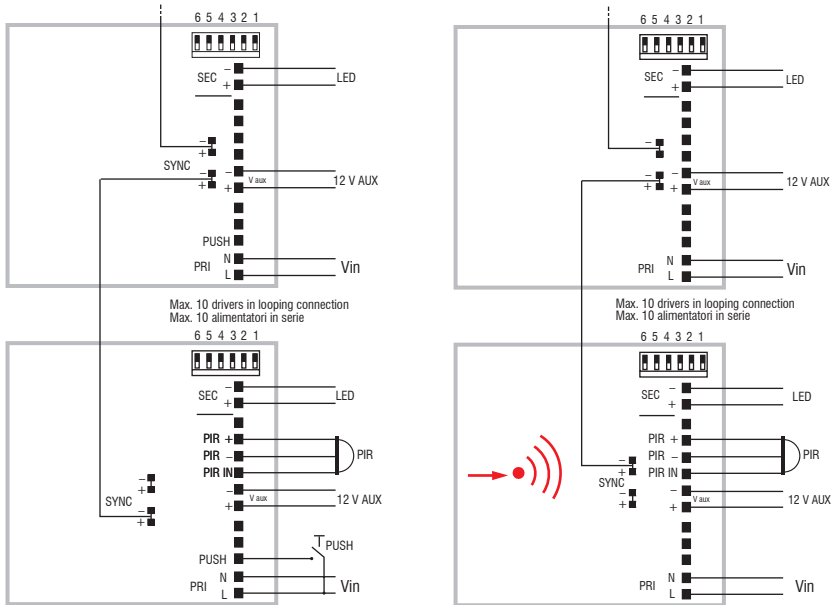 6 5 4 3 2 1
SEC
−
+
LED
−
+
SYNC
−
+
−
+
V aux
12 V AUX
PUSH
PRI
N
L
Vin
Max. 10 drivers in looping connection
Max. 10 alimentatori in serie
6 5 4 3 2 1
SEC
−
+
LED
PIR +
PIR −
PIR IN
PIR
−
+
SYNC
−
+
−
+
V aux
12 V AUX
PUSH
PUSH
PRI
N
L
Vin
6 5 4 3 2 1
SEC
−
+
LED
−
+
−
+
−
+
V aux
12 V AUX
PRI
N
L
Vin
Max. 10 drivers in looping connection
Max. 10 alimentatori in serie
6 5 4 3 2 1
SEC
−
+
LED
PIR +
PIR −
PIR IN
PIR
−
+
SYNC
−
+
−
+
V aux
12 V AUX
PRI
N
L
Vin